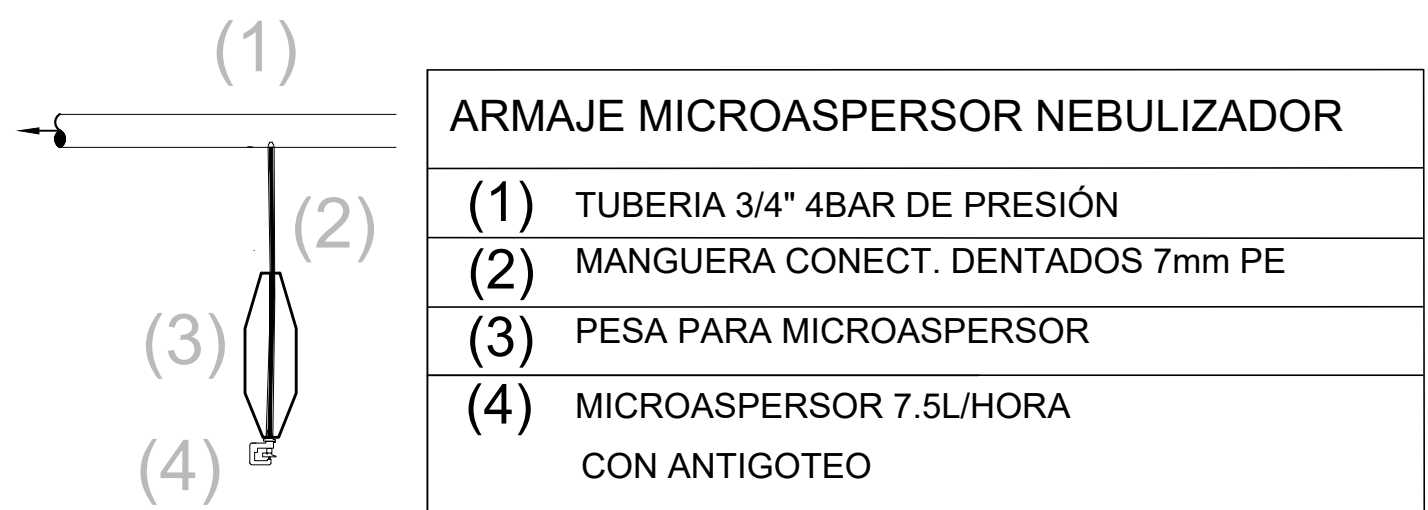 (1)
(2)
(3)
(4)
ARMAJE MICROASPERSOR NEBULIZADOR
(1) TUBERIA 3/4" 4BAR DE PRESIÓN
(2) MANGUERA CONECT. DENTADOS 7mm PE
(3) PESA PARA MICROASPERSOR
(4) MICROASPERSOR 7.5L/HORA
CON ANTIGOTEO